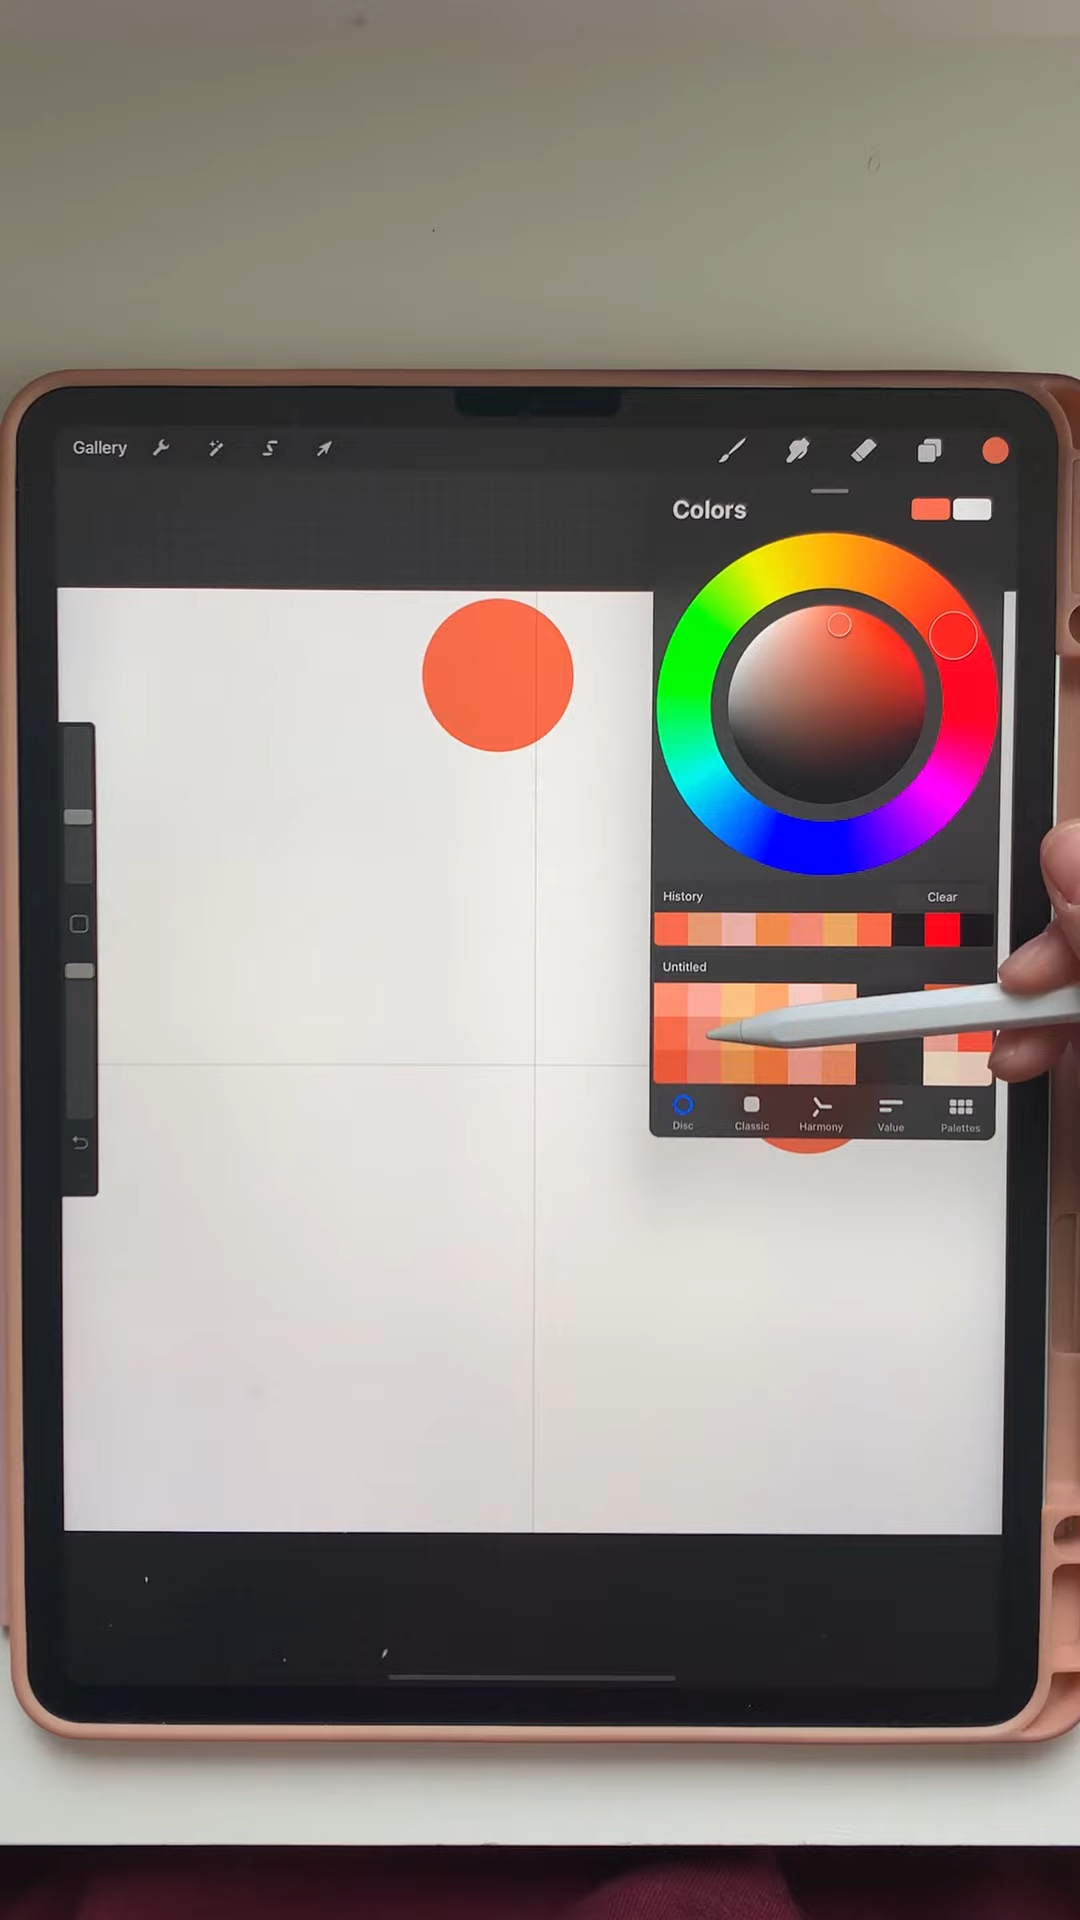 Gallery
Colors
History Clear
Untitled
Disc Classic Harmony Value Palettes